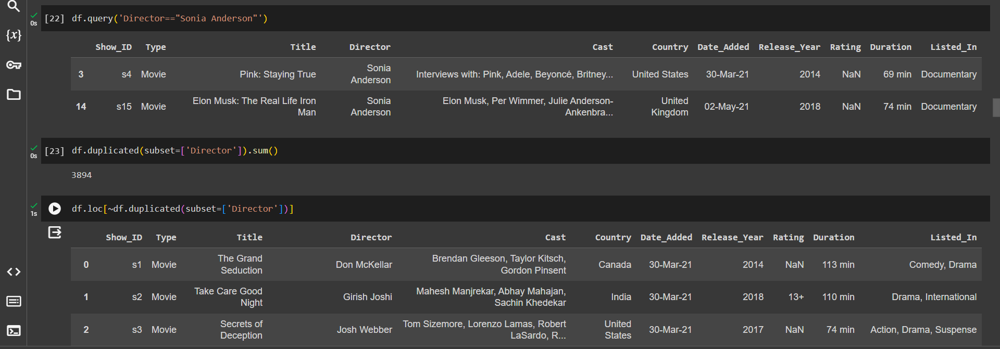 {x}
0s
[22] df.query('Director=="Sonia Anderson"')
Show_ID Type Title Director Cast Country Date_Added Release_Year Rating Duration Listed_In
3 s4 Movie Pink: Staying True Sonia Anderson Interviews with: Pink, Adele, Beyoncé, Britney... United States 30-Mar-21 2014 NaN 69 min Documentary
14 s15 Movie Elon Musk: The Real Life Iron Man Sonia Anderson Elon Musk, Per Wimmer, Julie Anderson-Ankenbra... United Kingdom 02-May-21 2018 NaN 74 min Documentary
0s
[23] df.duplicated(subset=['Director']).sum()
3894
1s
df.loc[~df.duplicated(subset=['Director'])]
Show_ID Type Title Director Cast Country Date_Added Release_Year Rating Duration Listed_In
0 s1 Movie The Grand Seduction Don McKellar Brendan Gleeson, Taylor Kitsch, Gordon Pinsent Canada 30-Mar-21 2014 NaN 113 min Comedy, Drama
1 s2 Movie Take Care Good Night Girish Joshi Mahesh Manjrekar, Abhay Mahajan, Sachin Khedekar India 30-Mar-21 2018 13+ 110 min Drama, International
2 s3 Movie Secrets of Deception Josh Webber Tom Sizemore, Lorenzo Lamas, Robert LaSardo, R... United States 30-Mar-21 2017 NaN 74 min Action, Drama, Suspense